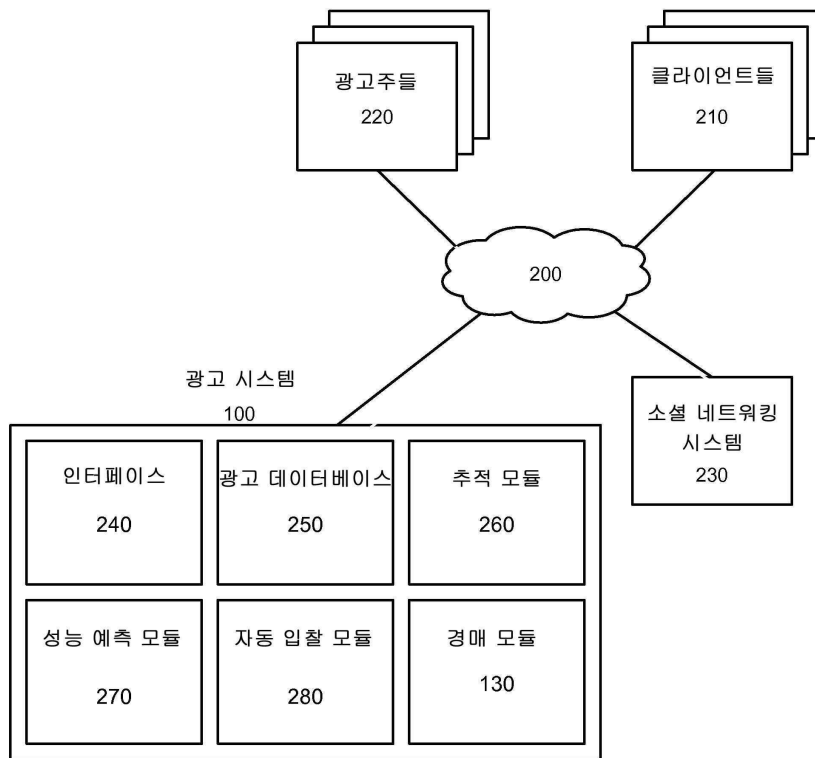 광고주들
220
클라이언트들
210
200
광고 시스템
100
소셜 네트워킹
시스템
230
인터페이스
240
광고 데이터베이스
250
추적 모듈
260
성능 예측 모듈
270
자동 입찰 모듈
280
경매 모듈
130